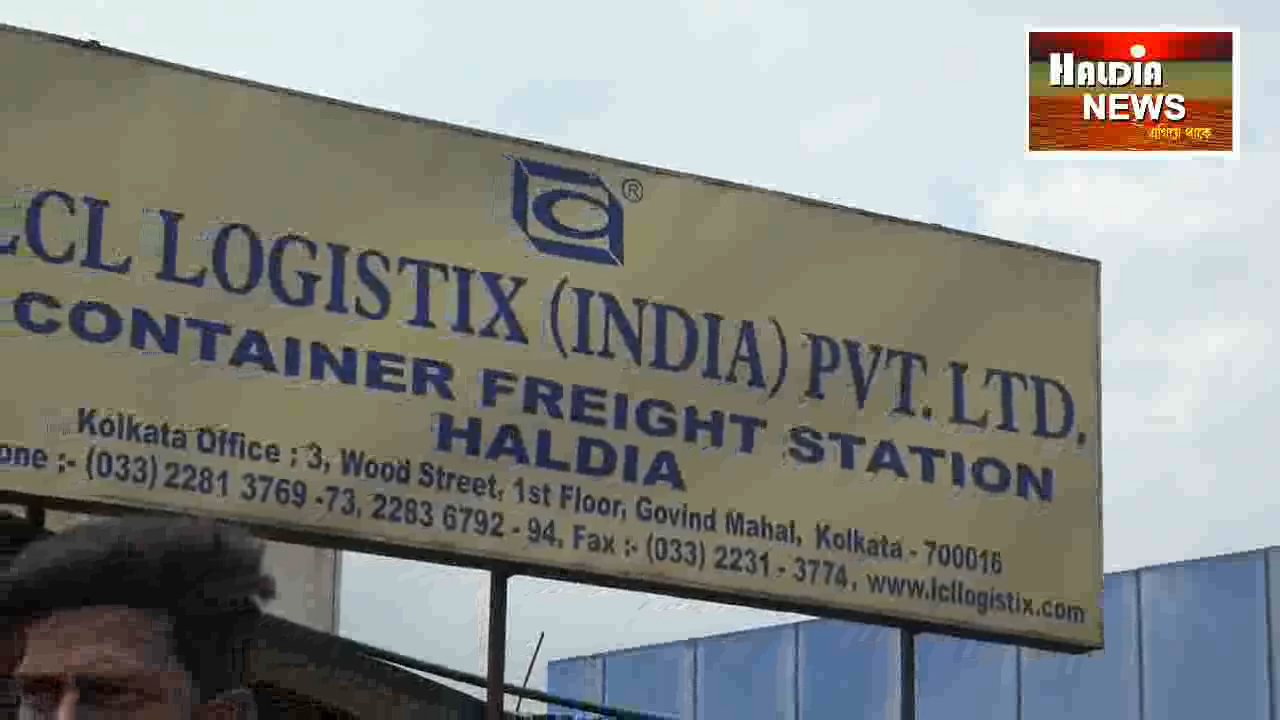 HALDIA
NEWS
এগিয়ে থাকে
®
LCL LOGISTIX (INDIA) PVT. LTD.
CONTAINER FREIGHT STATION
HALDIA
Kolkata Office : 3, Wood Street, 1st Floor, Govind Mahal, Kolkata - 700016
one :- (033) 2281 3769 -73, 2283 6792 - 94, Fax :- (033) 2231 - 3774, www.lcllogistix.com